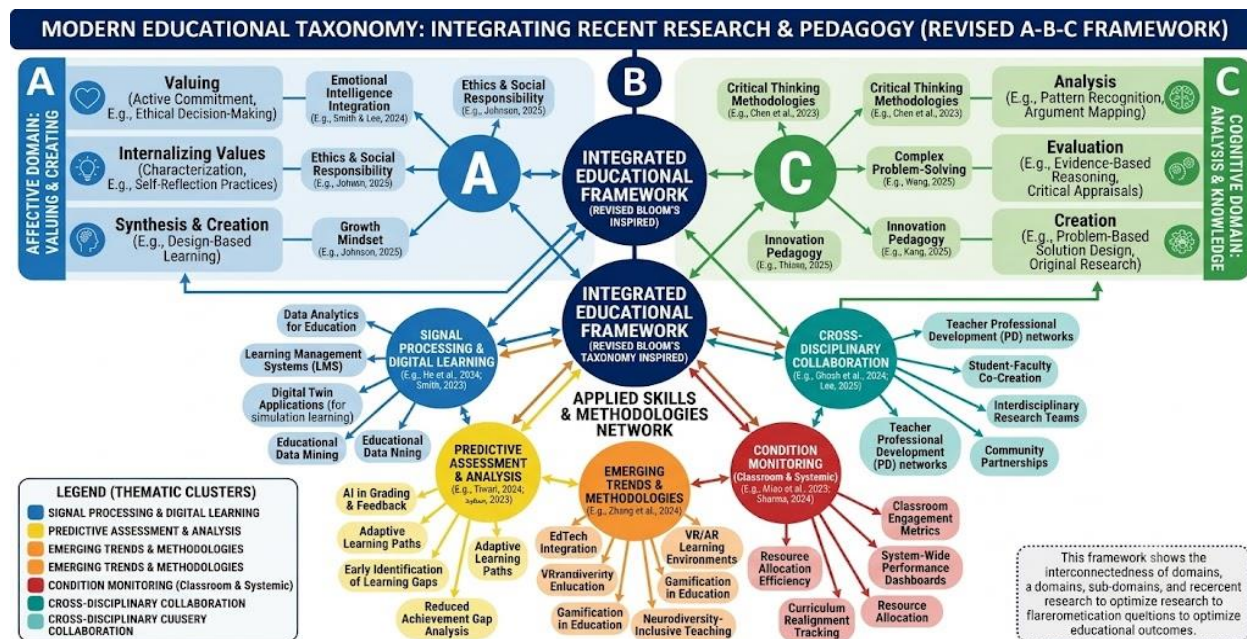 MODERN EDUCATIONAL TAXONOMY: INTEGRATING RECENT RESEARCH & PEDAGOGY (REVISED A-B-C FRAMEWORK)
A
AFFECTIVE DOMAIN:
VALUING & CREATING
Valuing
(Active Commitment,
E.g., Ethical Decision-Making)
Internalizing Values
(Characterization,
E.g., Self-Reflection Practices)
Synthesis & Creation
(E.g., Design-Based
Learning)
Emotional
Intelligence
Integration
(E.g., Smith & Lee, 2024)
Ethics & Social
Responsibility
(E.g., Johnson, 2025)
Ethics & Social
Responsibility
(E.g., 2025)
Growth
Mindset
(E.g., Johnson, 2025)
A
B
INTEGRATED
EDUCATIONAL
FRAMEWORK
(REVISED BLOOM'S
INSPIRED)
C
Critical Thinking
Methodologies
(E.g., Chen et al., 2023)
Critical Thinking
Methodologies
(E.g., Chen et al., 2023)
Complex
Problem-Solving
(E.g., Wang, 2025)
Innovation
Pedagogy
(E.g., 2025)
Innovation
Pedagogy
(E.g., Kang, 2025)
Analysis
(E.g., Pattern Recognition,
Argument Mapping)
Evaluation
(E.g., Evidence-Based
Reasoning,
Critical Appraisals)
Creation
(E.g., Problem-Based
Solution Design,
Original Research)
C
COGNITIVE DOMAIN:
ANALYSIS & KNOWLEDGE
INTEGRATED
EDUCATIONAL
FRAMEWORK
(REVISED BLOOM'S
TAXONOMY INSPIRED)
APPLIED SKILLS
& METHODOLOGIES
NETWORK
SIGNAL
PROCESSING &
DIGITAL LEARNING
(E.g., He et al. 2034;
Smith, 2023)
Data Analytics
for Education
Learning Management
Systems (LMS)
Digital Twin
Applications (for
simulation learning)
Educational
Data Mining
Educational
Data Nning
CROSS-
DISCIPLINARY
COLLABORATION
(E.g., Ghosh et al., 2024;
Lee, 2025)
Teacher Professional
Development (PD) networks
Student-Faculty
Co-Creation
Interdisciplinary
Research Teams
Community
Partnerships
Teacher
Professional
Development
(PD) networks
PREDICTIVE
ASSESSMENT
& ANALYSIS
(E.g., Tiwari, 2024;
2023)
AI in Grading
& Feedback
Adaptive
Learning Paths
Early Identification
of Learning Gaps
Adaptive
Learning Paths
Reduced
Achievement Gap
Analysis
EMERGING
TRENDS &
METHODOLOGIES
(E.g., Zhang et al., 2024)
EdTech
Integration
VRrandiverity
Enlucation
Gamification
in Education
VR/AR
Learning
Environments
Gamification
in Education
Neurodiversity-
Inclusive Teaching
CONDITION
MONITORING
(Classroom & Systemic)
(E.g., Miao et al. 2023;
Sharma, 2024)
Resource
Allocation
Efficiency
Curriculum
Realignment
Tracking
Classroom
Engagement
Metrics
System-Wide
Performance
Dashboards
Resource
Allocation
LEGEND (THEMATIC CLUSTERS)
SIGNAL PROCESSING & DIGITAL LEARNING
PREDICTIVE ASSESSMENT & ANALYSIS
EMERGING TRENDS & METHODOLOGIES
EMERGING TRENDS & METHODOLOGIES
CONDITION MONITORING (Classroom & Systemic)
CROSS-DISCIPLINARY COLLABORATION
CROSS-DISCIPLINARY CUUSERY
COLLABORATION
This framework shows the
interconnectedness of domains,
a domains, sub-domains, and recercent
research to optimize research to
flarerometication queltions to optimize
educational outcomes.